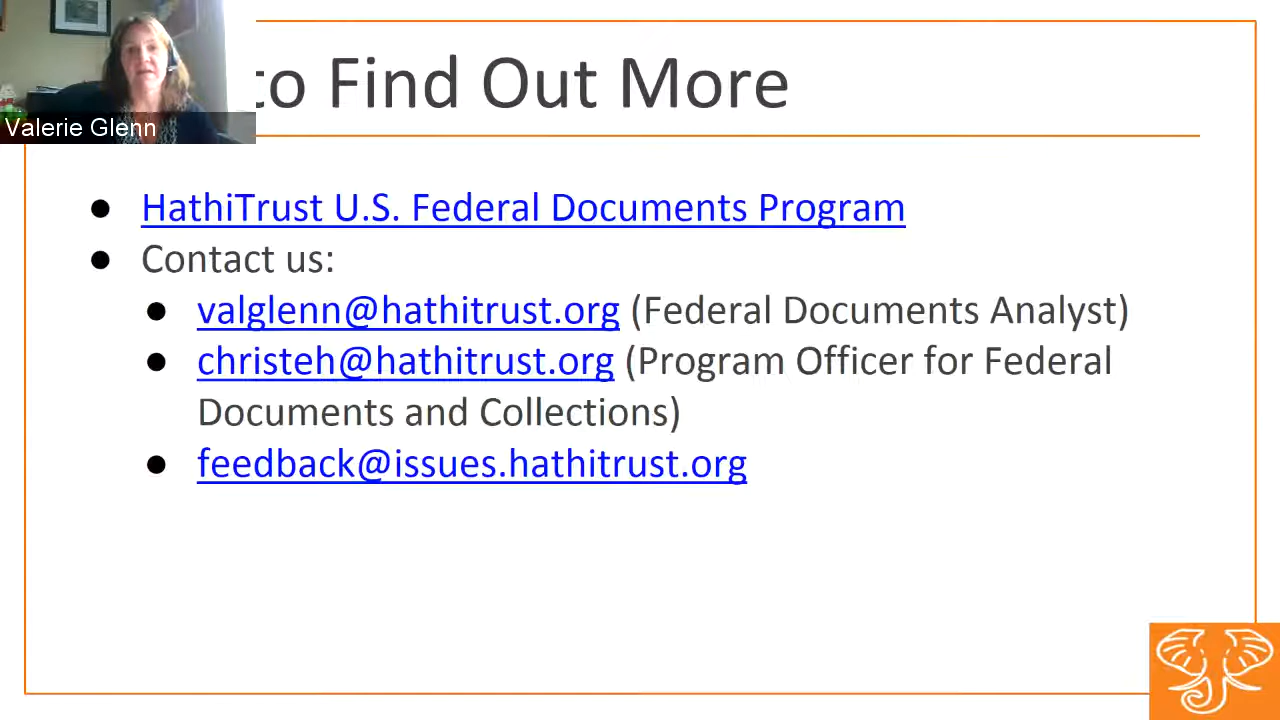 to Find Out More
Valerie Glenn
● HathiTrust U.S. Federal Documents Program
● Contact us:
● valglenn@hathitrust.org (Federal Documents Analyst)
● christeh@hathitrust.org (Program Officer for Federal
Documents and Collections)
● feedback@issues.hathitrust.org